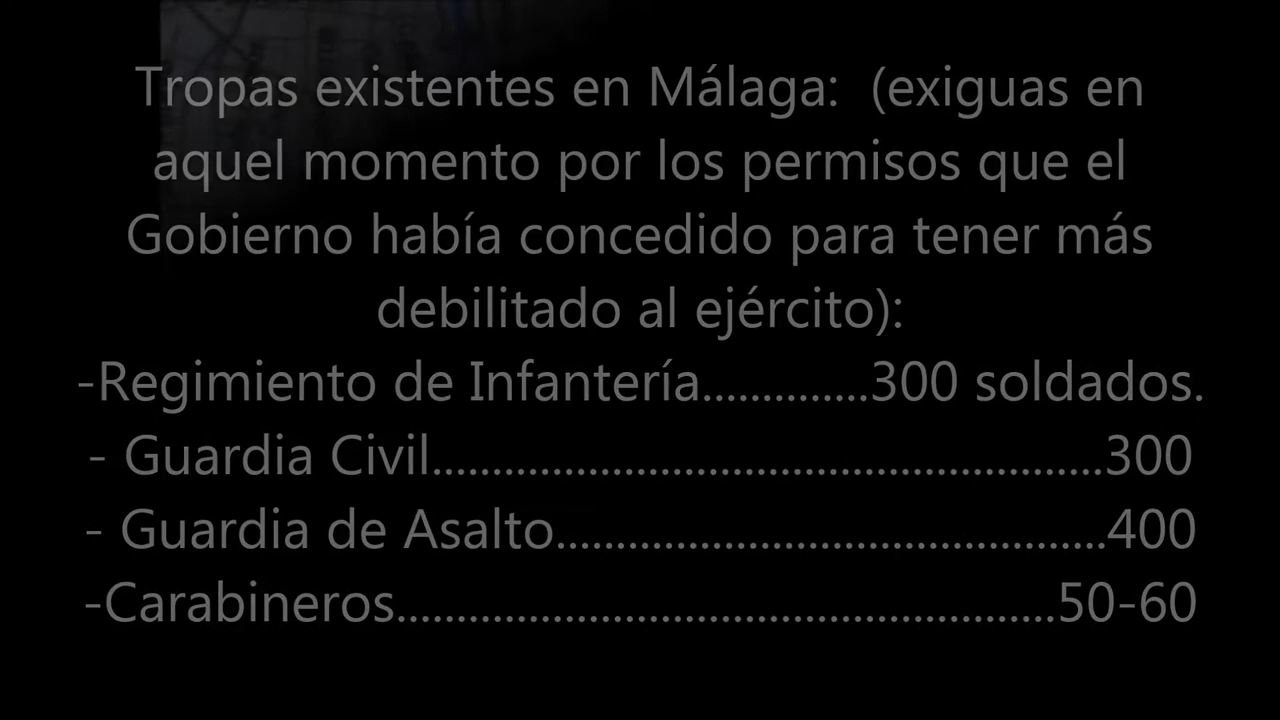 Tropas existentes en Málaga: (exiguas en
aquel momento por los permisos que el
Gobierno había concedido para tener más
debilitado al ejército):
-Regimiento de Infantería..............300 soldados.
- Guardia Civil........................................................300
- Guardia de Asalto..............................................400
-Carabineros.......................................................50-60